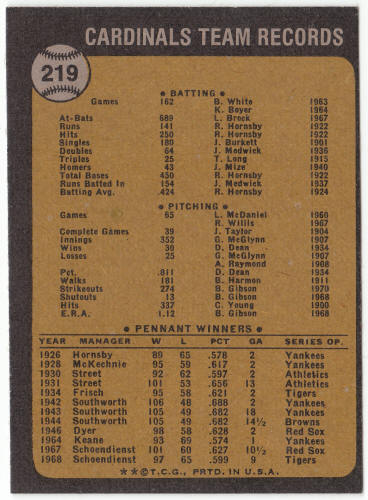 CARDINALS TEAM RECORDS
219
• BATTING •
Games 162 B. White 1963
K. Boyer 1964
At-Bats 689 L. Brock 1967
Runs 141 R. Hornsby 1922
Hits 250 R. Hornsby 1922
Singles 180 J. Burkett 1901
Doubles 64 J. Medwick 1936
Triples 25 T. Long 1915
Homers 43 J. Mize 1940
Total Bases 450 R. Hornsby 1922
Runs Batted In 154 J. Medwick 1937
Batting Avg. .424 R. Hornsby 1924
• PITCHING •
Games 65 L. McDaniel 1960
R. Willis 1967
Complete Games 39 J. Taylor 1904
Innings 352 G. McGlynn 1907
Wins 30 D. Dean 1934
Losses 25 G. McGlynn 1907
A. Raymond 1908
Pct. .811 D. Dean 1934
Walks 181 B. Harmon 1911
Strikeouts 274 B. Gibson 1970
Shutouts 13 B. Gibson 1968
Hits 337 C. Young 1900
E.R.A. 1.12 B. Gibson 1968
• PENNANT WINNERS •
YEAR MANAGER W L PCT GA SERIES OP.
1926 Hornsby 89 65 .578 2 Yankees
1928 McKechnie 95 59 .617 2 Yankees
1930 Street 92 62 .597 2 Athletics
1931 Street 101 53 .656 13 Athletics
1934 Frisch 95 58 .621 2 Tigers
1942 Southworth 106 48 .688 2 Yankees
1943 Southworth 105 49 .682 18 Yankees
1944 Southworth 105 49 .682 14½ Browns
1946 Dyer 98 58 .628 2 Red Sox
1964 Keane 93 69 .574 1 Yankees
1967 Schoendienst 101 60 .627 10½ Red Sox
1968 Schoendienst 97 65 .599 9 Tigers
**©T.C.G., PRTD. IN U.S.A.